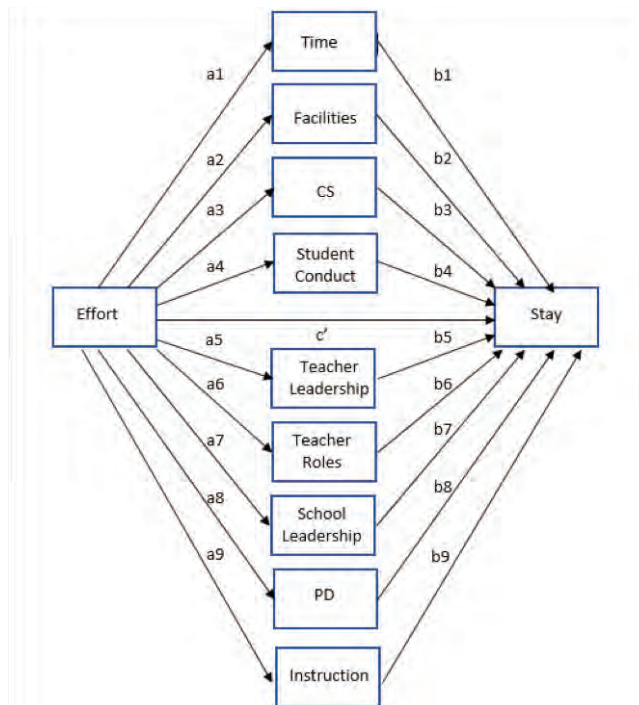 Time
a1
b1
Facilities
a2
b2
CS
a3
b3
Student
Conduct
a4
b4
Effort
Stay
c'
a5
b5
Teacher
Leadership
a6
b6
Teacher
Roles
a7
b7
School
Leadership
a8
b8
PD
a9
b9
Instruction